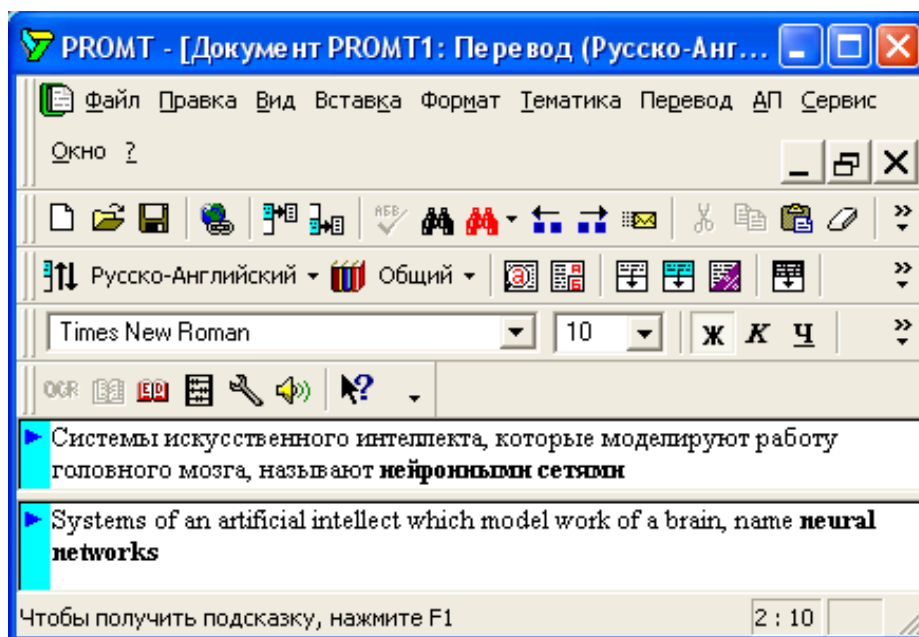 PROMT - [Документ PROMT1: Перевод (Русско-Анг...
Файл Правка Вид Вставка Формат Тематика Перевод АП Сервис
Окно ?
Русско-Английский Общий
Times New Roman 10 Ж К Ч
OCR
Системы искусственного интеллекта, которые моделируют работу
головного мозга, называют нейронными сетями
Systems of an artificial intellect which model work of a brain, name neural
networks
Чтобы получить подсказку, нажмите F1 2 : 10